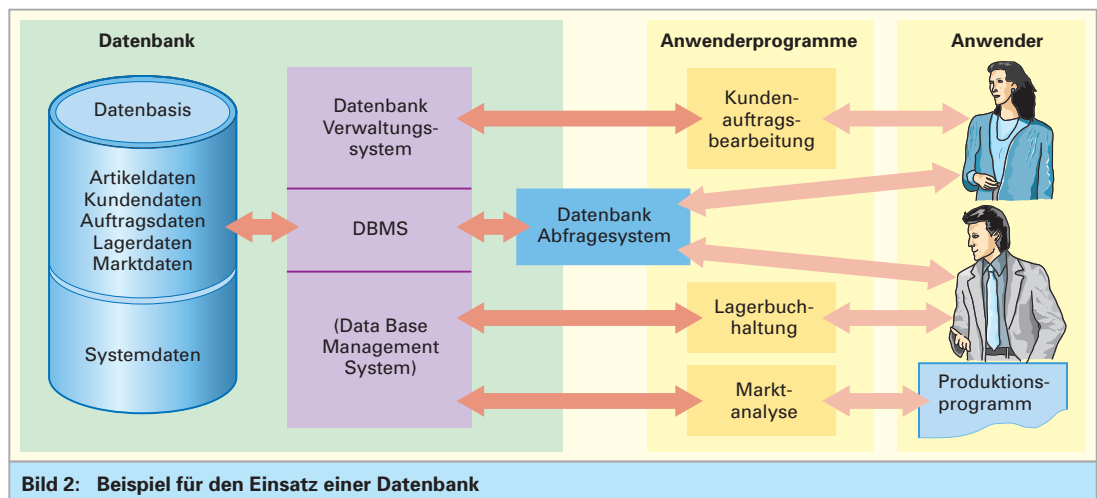 Datenbank
Anwenderprogramme
Anwender
Datenbasis
Artikeldaten
Kundendaten
Auftragsdaten
Lagerdaten
Marktdaten
Systemdaten
Datenbank
Verwaltungs-
system
DBMS
(Data Base
Management
System)
Datenbank
Abfragesystem
Kunden-
auftrags-
bearbeitung
Lagerbuch-
haltung
Markt-
analyse
Produktions-
programm
Bild 2: Beispiel für den Einsatz einer Datenbank